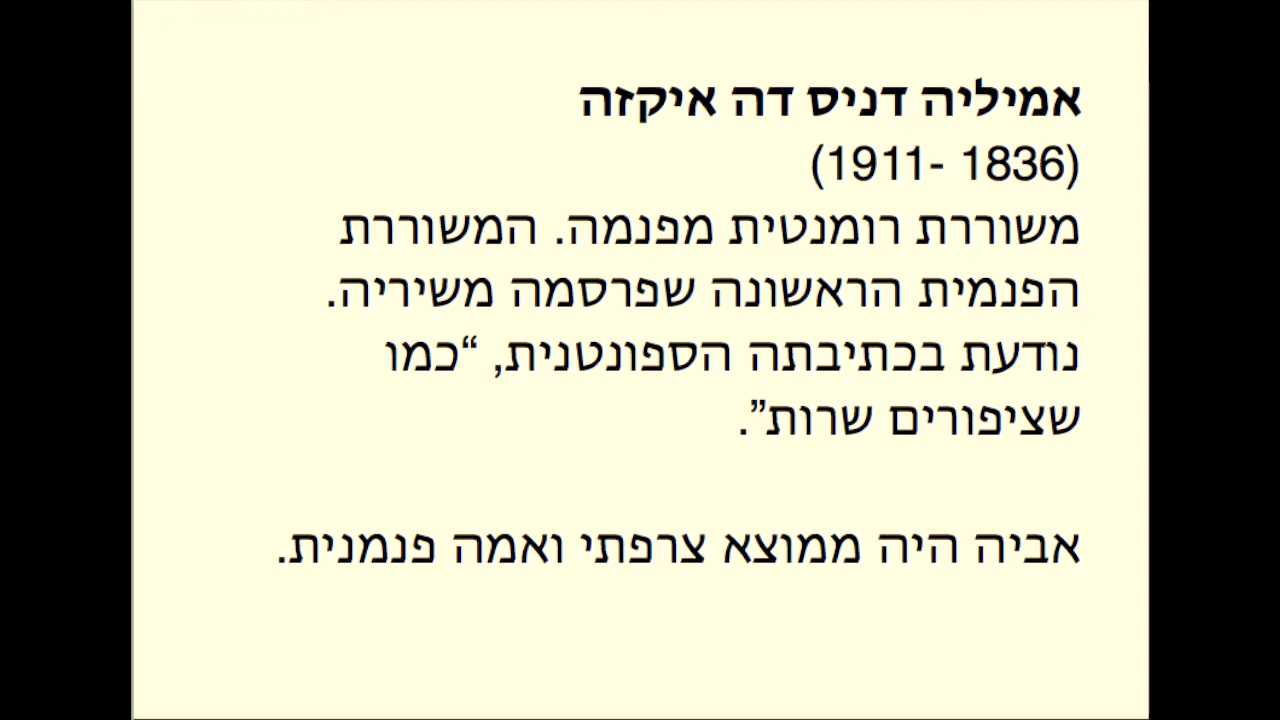 אמיליה דניס דה איקזה
(1836 -1911)
משוררת רומנטית מפנמה. המשוררת
הפנמית הראשונה שפרסמה משיריה.
נודעת בכתיבתה הספונטנית, “כמו
שציפורים שרות”.
אביה היה ממוצא צרפתי ואמה פנמנית.